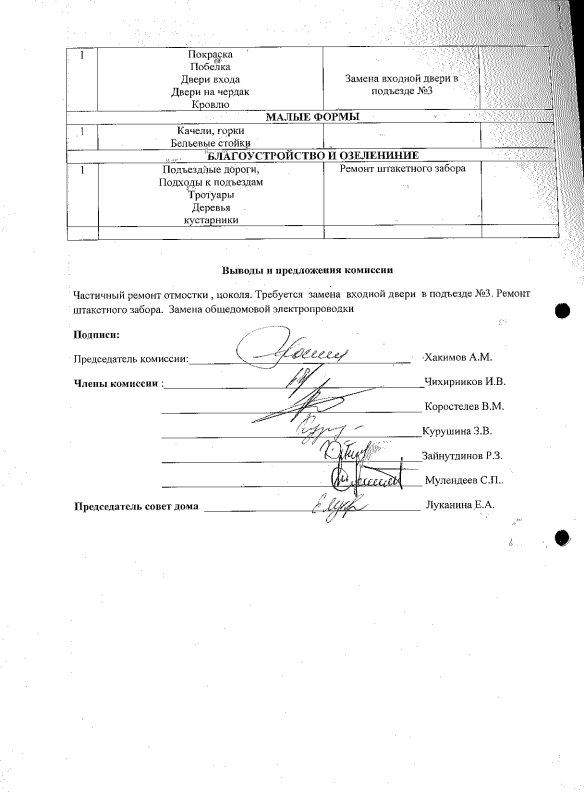 1
Покраска
Побелка
Двери входа
Двери на чердак
Кровлю
Замена входной двери в
подъезде №3
МАЛЫЕ ФОРМЫ
1
Качели, горки
Бельевые стойки
БЛАГОУСТРОЙСТВО И ОЗЕЛЕНИНИЕ
1
Подъездные дороги,
Подходы к подъездам
Тротуары
Деревья
кустарники
Ремонт штакетного забора
Выводы и предложения комиссии
Частичный ремонт отмостки , цоколя. Требуется замена входной двери в подъезде №3. Ремонт
штакетного забора. Замена общедомовой электропроводки
Подписи:
Председатель комиссии: Хакимов А.М.
Члены комиссии : Чихирников И.В.
Коростелев В.М.
Курушина З.В.
Зайнутдинов Р.З.
Мулендеев С.П..
Председатель совет дома Луканина Е.А.